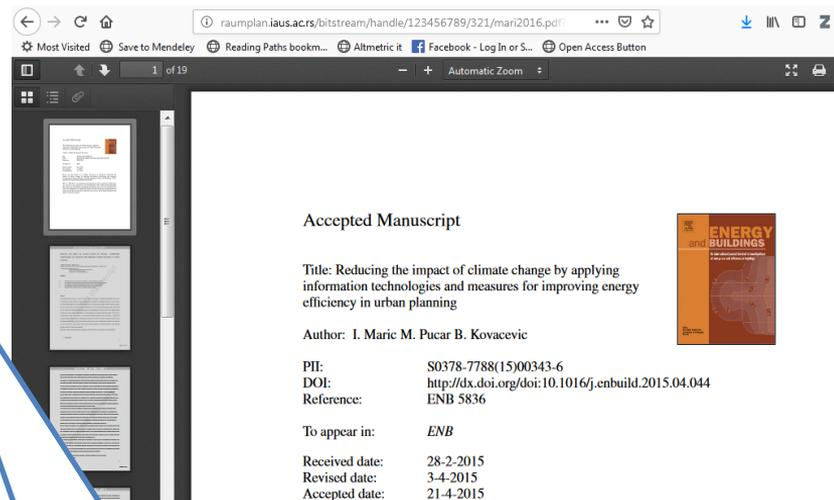 raumplan.iaus.ac.rs/bitstream/handle/123456789/321/mari2016.pdf
Most Visited Save to Mendeley Reading Paths bookm... Altmetric it Facebook - Log In or S... Open Access Button
1 of 19 Automatic Zoom
Accepted Manuscript
ENERGY
and BUILDINGS
Title: Reducing the impact of climate change by applying
information technologies and measures for improving energy
efficiency in urban planning
Author: I. Maric M. Pucar B. Kovacevic
PII: S0378-7788(15)00343-6
DOI: http://dx.doi.org/doi:10.1016/j.enbuild.2015.04.044
Reference: ENB 5836
To appear in: ENB
Received date: 28-2-2015
Revised date: 3-4-2015
Accepted date: 21-4-2015